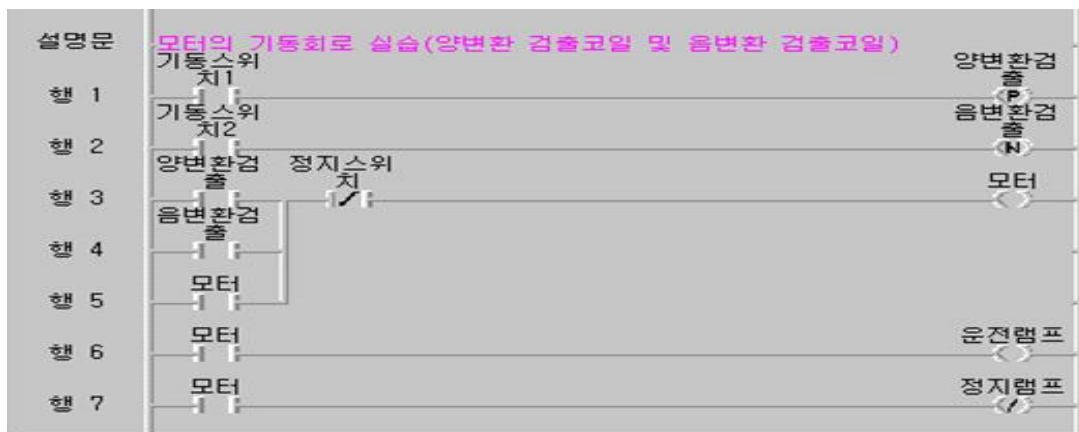 설명문 모터의 기동회로 실습(양변환 검출코일 및 음변환 검출코일)
기동스위
치1
양변환검
출
행 1
P
기동스위
치2
음변환검
출
행 2
N
양변환검
출
정지스위
치
모터
행 3
음변환검
출
행 4
모터
행 5
모터
운전램프
행 6
모터
정지램프
행 7